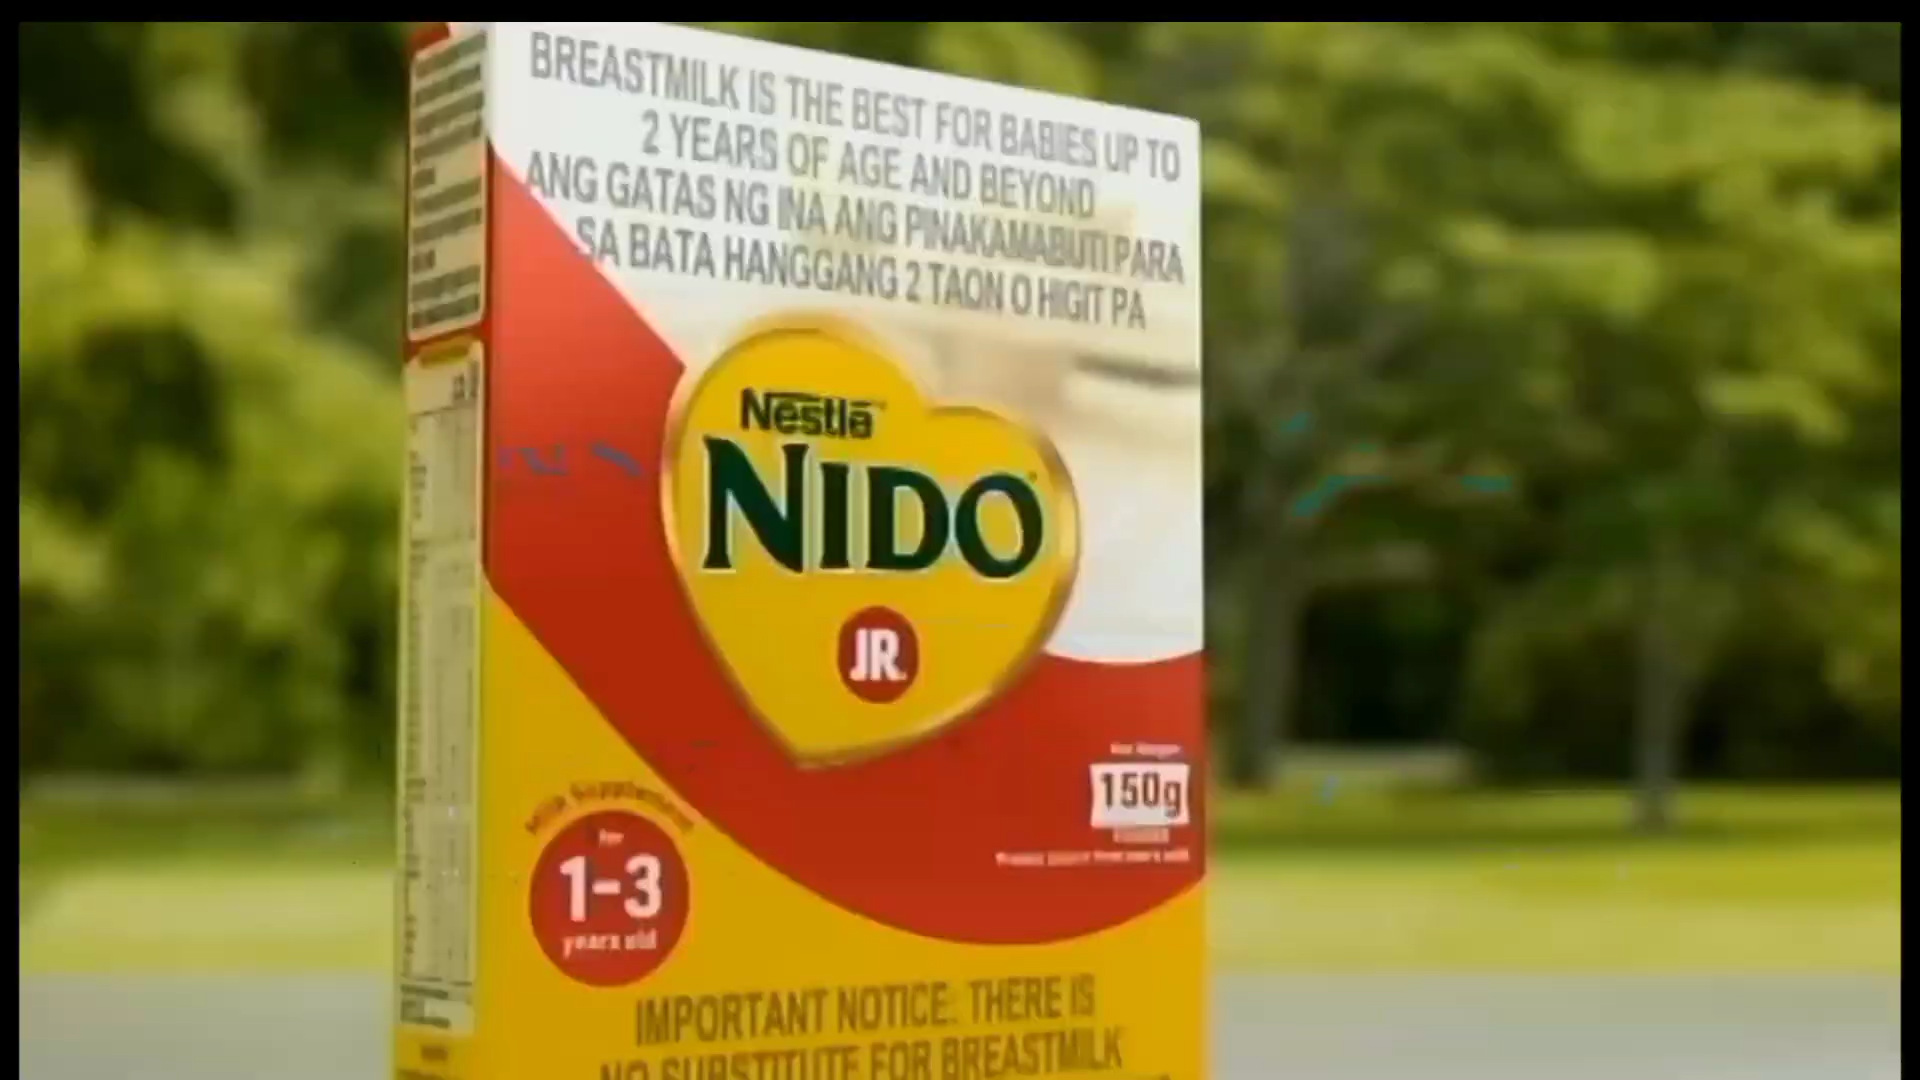 BREASTMILK IS THE BEST FOR BABIES UP TO
2 YEARS OF AGE AND BEYOND
ANG GATAS NG INA ANG PINAKAMABUTI PARA
SA BATA HANGGANG 2 TAON O HIGIT PA
Nestlé
NIDO
JR.
150g
Milk Supplement
for
1-3
years old
IMPORTANT NOTICE: THERE IS
NO SUBSTITUTE FOR BREASTMILK